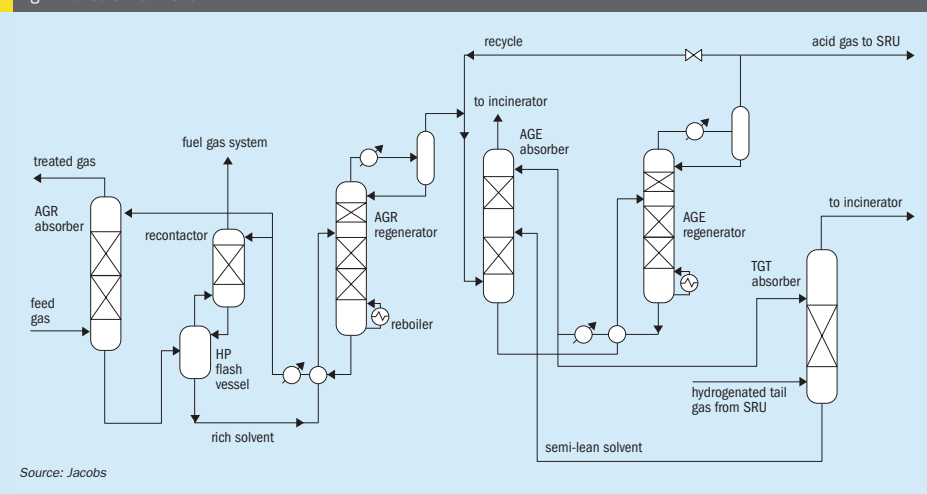 recycle
acid gas to SRU
to incinerator
AGE
absorber
fuel gas system
treated gas
AGR
absorber
recontactor
AGR
regenerator
AGE
regenerator
to incinerator
TGT
absorber
feed
gas
reboiler
HP
flash
vessel
hydrogenated tail
gas from SRU
rich solvent
semi-lean solvent
Source: Jacobs